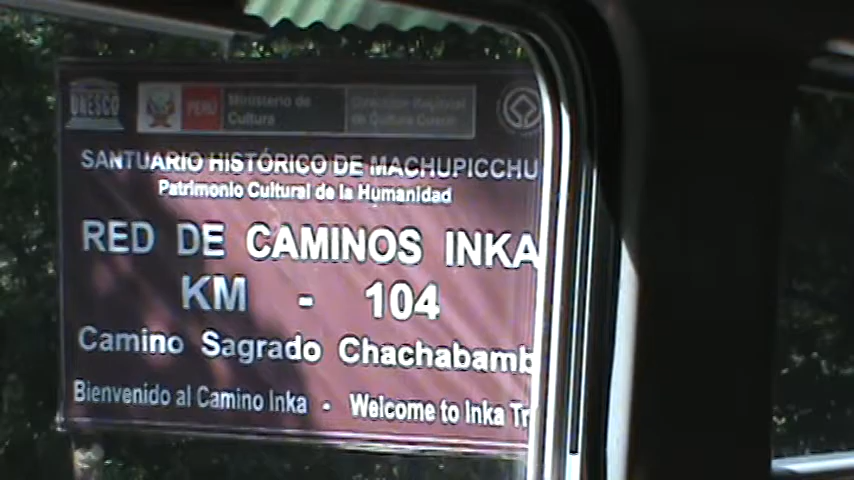 UNESCO
PERÚ Ministerio de Cultura Dirección Regional de Cultura Cusco
SANTUARIO HISTÓRICO DE MACHUPICCHU
Patrimonio Cultural de la Humanidad
RED DE CAMINOS INKA
KM - 104
Camino Sagrado Chachabamb
Bienvenido al Camino Inka - Welcome to Inka Tr